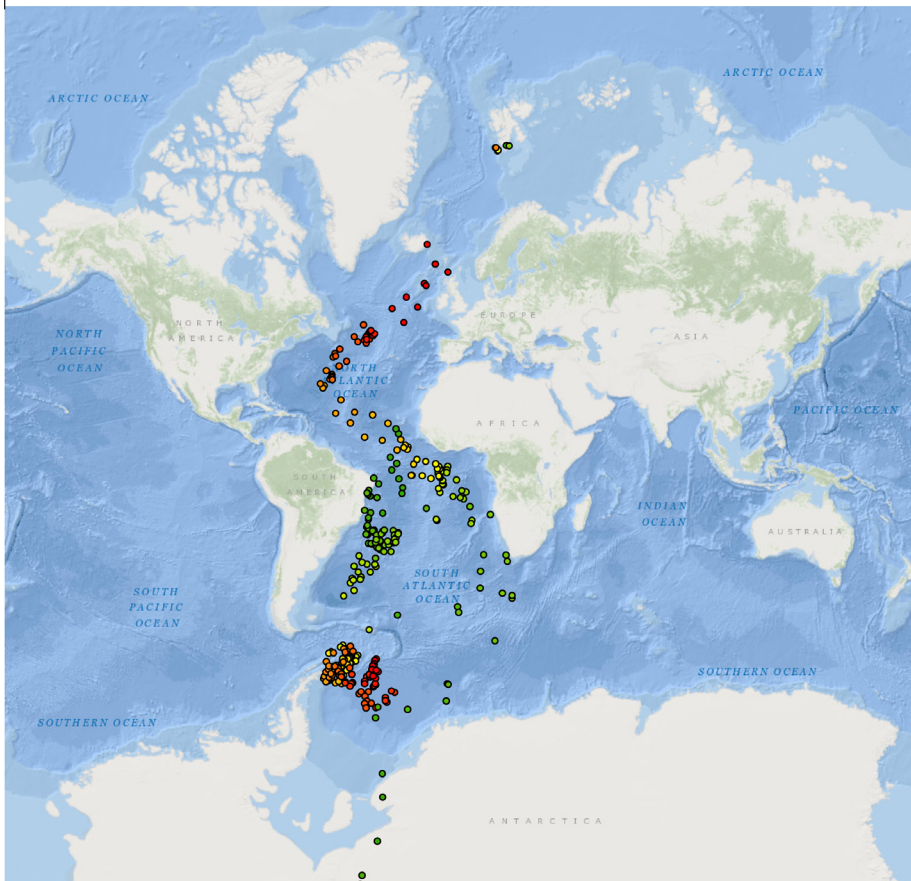 ARCTIC OCEAN
ARCTIC OCEAN
NORTH
AMERICA
EUROPE
ASIA
NORTH
PACIFIC
OCEAN
NORTH
ATLANTIC
OCEAN
PACIFIC OCEAN
AFRICA
SOUTH
AMERICA
INDIAN
OCEAN
AUSTRALIA
SOUTH
ATLANTIC
OCEAN
SOUTH
PACIFIC
OCEAN
SOUTHERN OCEAN
SOUTHERN OCEAN
ANTARCTICA